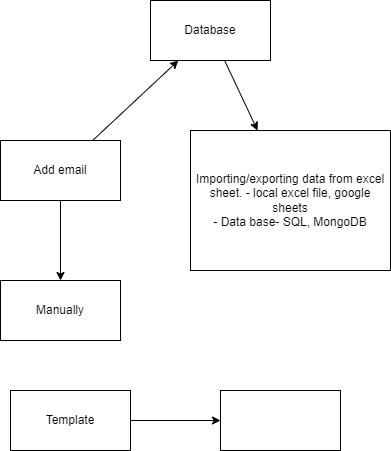 Database
Importing/exporting data from excel
sheet. - local excel file, google
sheets
- Data base- SQL, MongoDB
Add email
Manually
Template